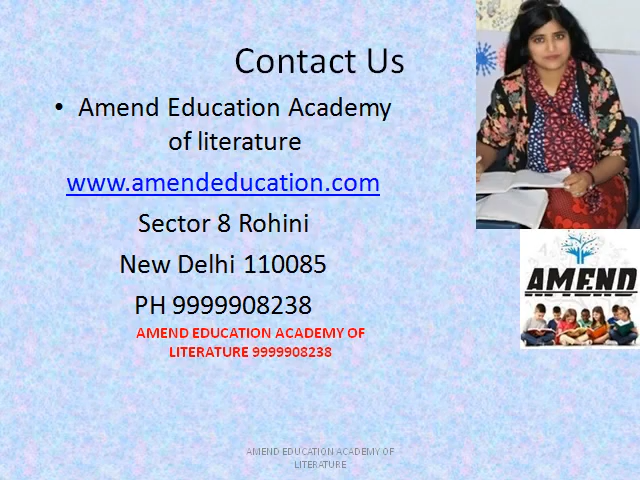 Contact Us
• Amend Education Academy
of literature
www.amendeducation.com
Sector 8 Rohini
New Delhi 110085
PH 9999908238
AMEND EDUCATION ACADEMY OF
LITERATURE 9999908238
AMEND
AMEND EDUCATION ACADEMY OF
LITERATURE